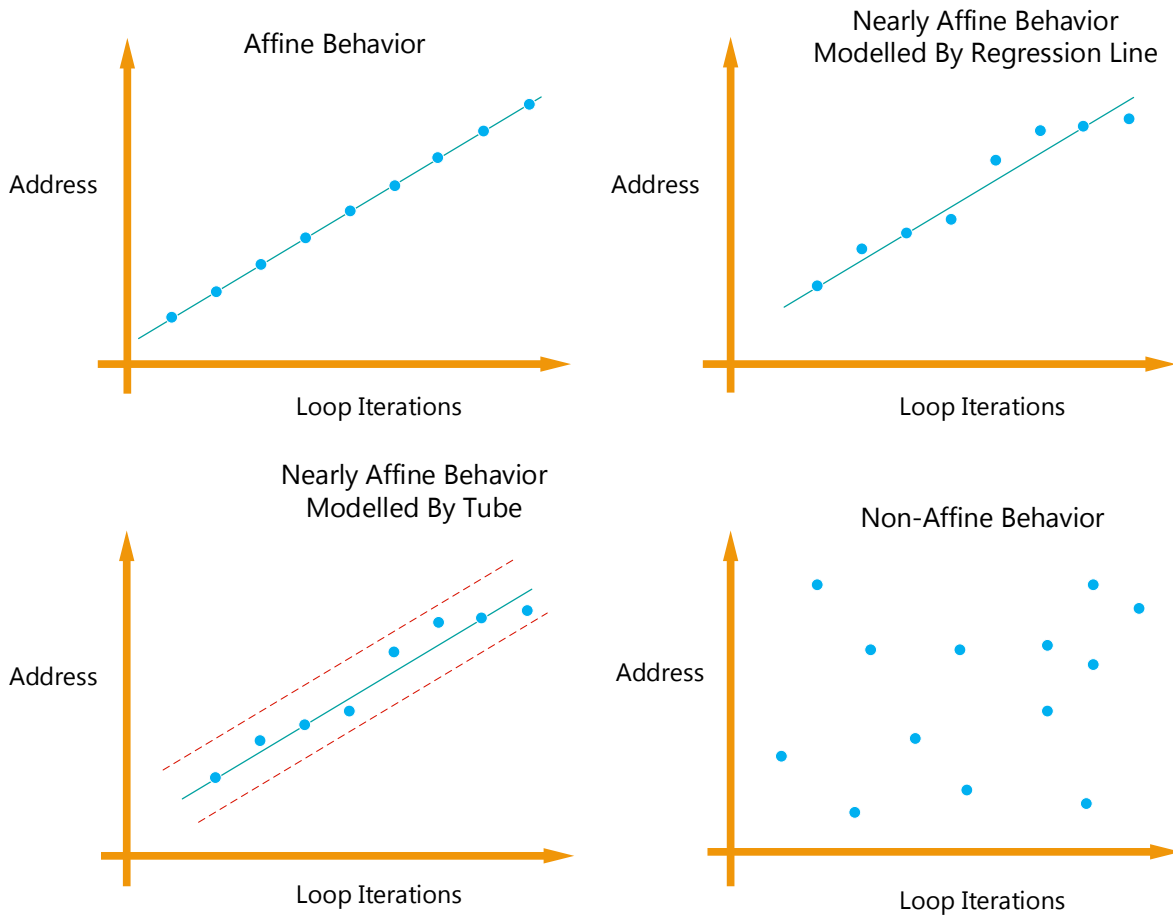 Affine Behavior
Address
Loop Iterations
Nearly Affine Behavior
Modelled By Regression Line
Address
Loop Iterations
Nearly Affine Behavior
Modelled By Tube
Address
Loop Iterations
Non-Affine Behavior
Address
Loop Iterations